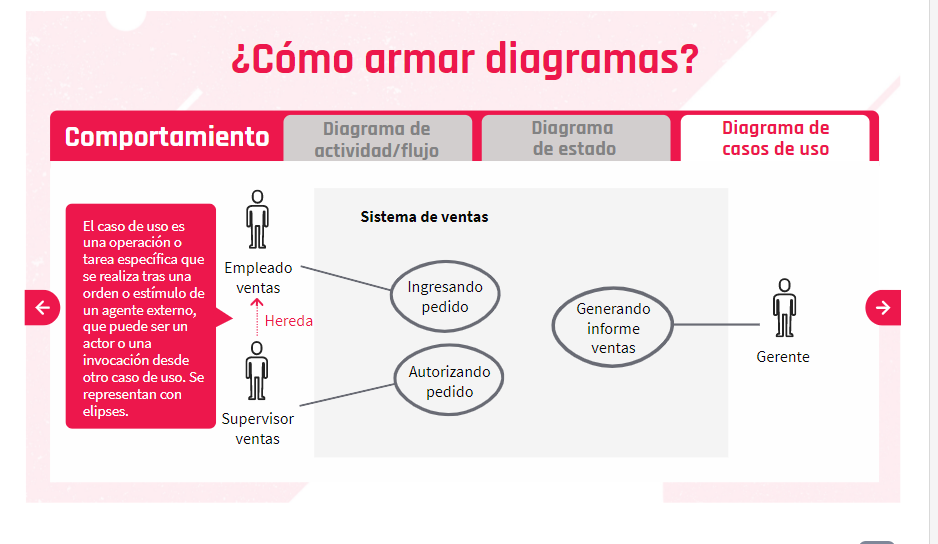 ¿Cómo armar diagramas?
Comportamiento
Diagrama de
actividad/flujo
Diagrama
de estado
Diagrama de
casos de uso
El caso de uso es
una operación o
tarea específica que
se realiza tras una
orden o estímulo de
un agente externo,
que puede ser un
actor o una
invocación desde
otro caso de uso. Se
representan con
elipses.
Empleado
ventas
Hereda
Supervisor
ventas
Sistema de ventas
Ingresando
pedido
Autorizando
pedido
Generando
informe
ventas
Gerente